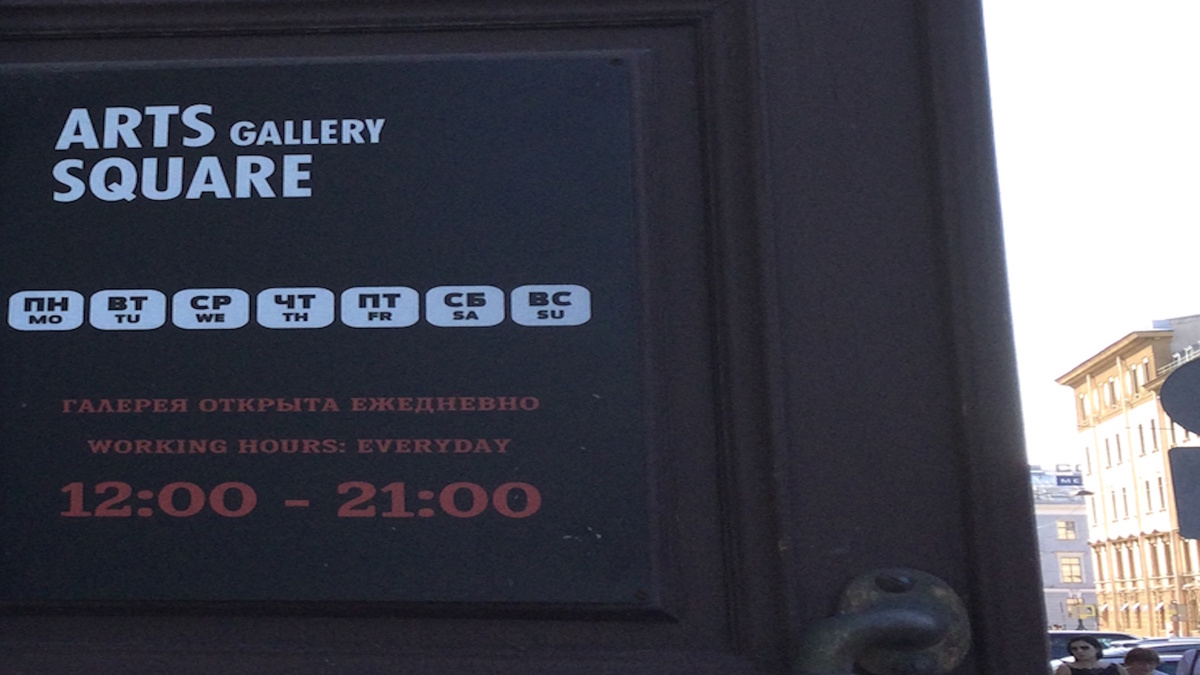 ARTS GALLERY
SQUARE
ПН ВТ СР ЧТ ПТ СБ ВС
MO TU WE TH FR SA SU
ГАЛЕРЕЯ ОТКРЫТА ЕЖЕДНЕВНО
WORKING HOURS: EVERYDAY
12:00 - 21:00